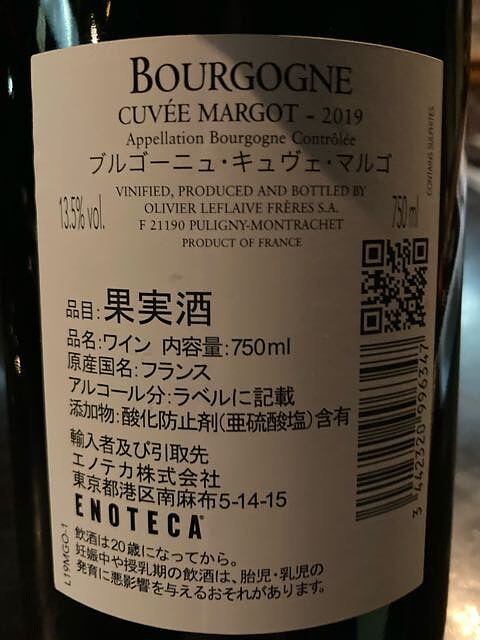 BOURGOGNE
CUVÉE MARGOT - 2019
Appellation Bourgogne Contrôlée
ブルゴーニュ・キュヴェ・マルゴ
CONTAINS SULPHITES
13.5% vol.
VINIFIED, PRODUCED AND BOTTLED BY
OLIVIER LEFLAIVE FRÈRES S.A.
F 21190 PULIGNY-MONTRACHET
PRODUCT OF FRANCE
750 ml
品目:果実酒
品名:ワイン 内容量:750ml
原産国名:フランス
アルコール分:ラベルに記載
添加物:酸化防止剤(亜硫酸塩)含有
輸入者及び引取先
エノテカ株式会社
東京都港区南麻布5-14-15
ENOTECA
飲酒は20歳になってから。
妊娠中や授乳期の飲酒は、胎児・乳児の
発育に悪影響を与えるおそれがあります。
L19MGO-1
3 442320 996347